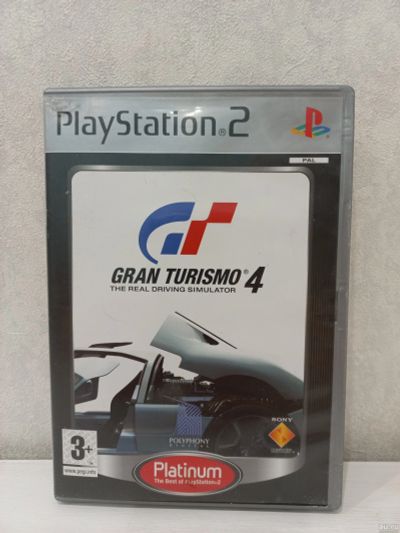 PlayStation®2
PAL
GRAN TURISMO® 4
THE REAL DRIVING SIMULATOR
SONY
POLYPHONY
DIGITAL
3+
www.pegi.info
Platinum
The Best of PlayStation®2